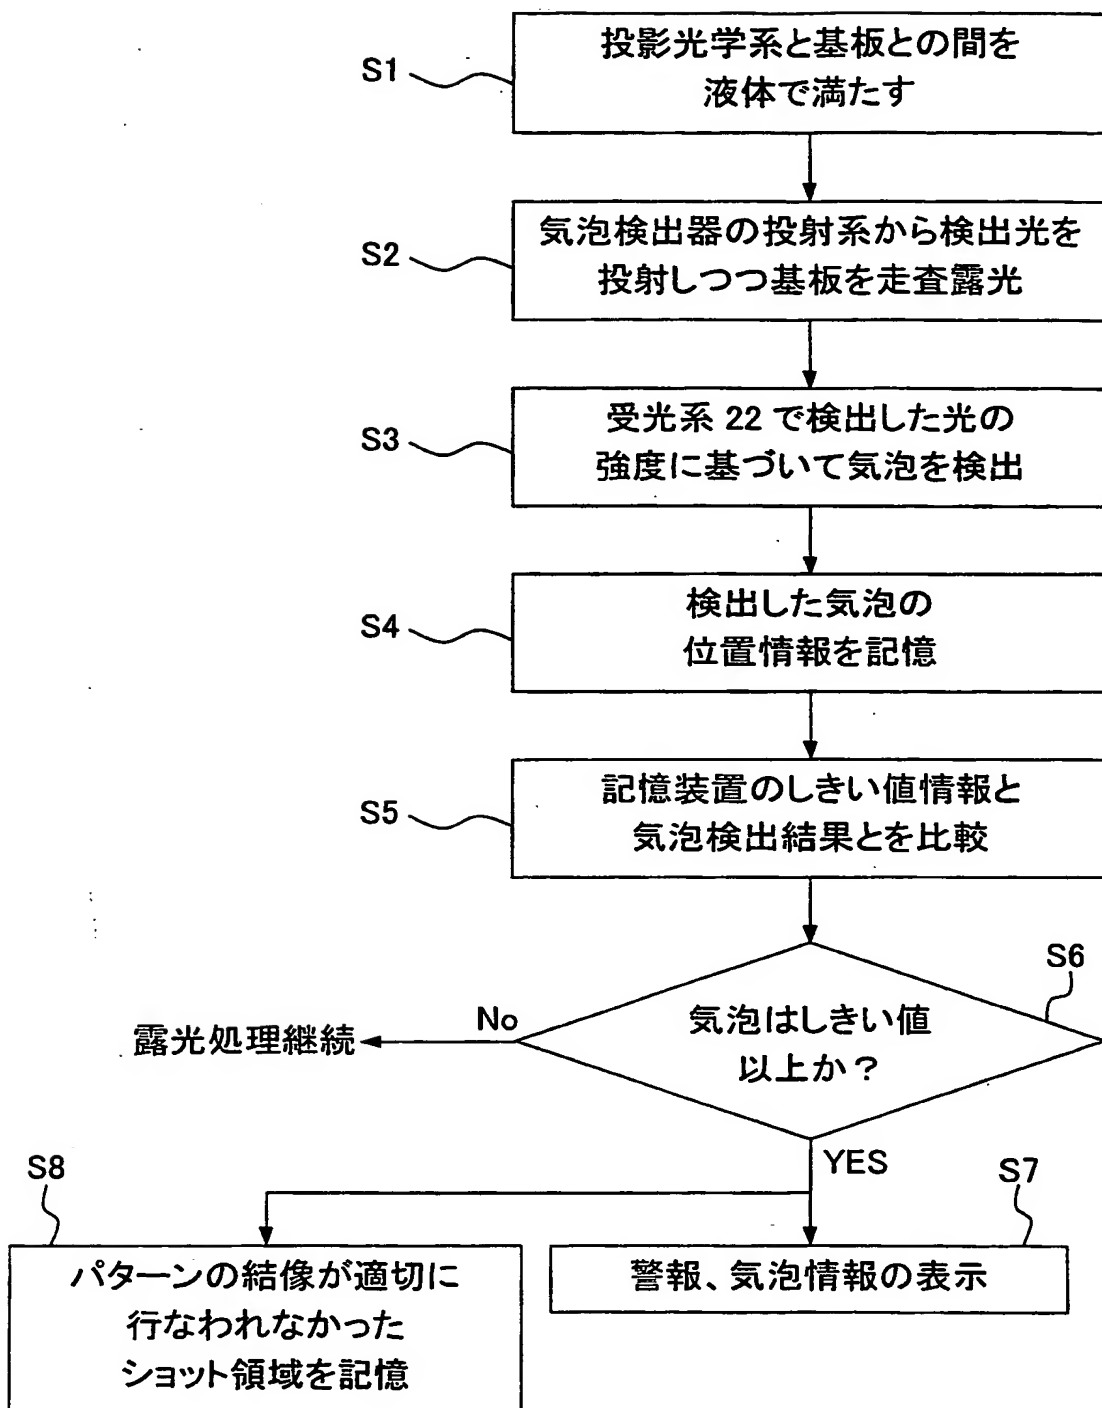 S1
投影光学系と基板との間を
液体で満たす
S2
気泡検出器の投射系から検出光を
投射しつつ基板を走査露光
S3
受光系 22 で検出した光の
強度に基づいて気泡を検出
S4
検出した気泡の
位置情報を記憶
S5
記憶装置のしきい値情報と
気泡検出結果とを比較
S6
気泡はしきい値
以上か?
No
露光処理継続
YES
S8
パターンの結像が適切に
行なわれなかった
ショット領域を記憶
S7
警報、気泡情報の表示